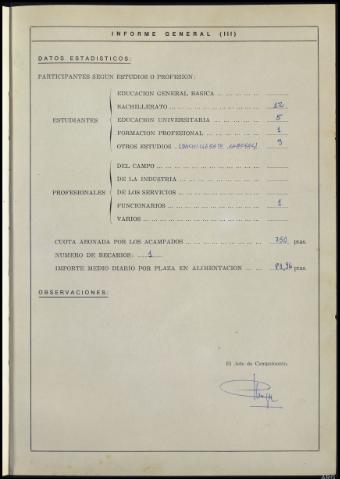 INFORME GENERAL (III)
DATOS ESTADISTICOS:
PARTICIPANTES SEGUN ESTUDIOS O PROFESION:
EDUCACION GENERAL BASICA
BACHILLERATO 12
ESTUDIANTES EDUCACION UNIVERSITARIA 5
FORMACION PROFESIONAL 1
OTROS ESTUDIOS 9
DEL CAMPO
DE LA INDUSTRIA
PROFESIONALES DE LOS SERVICIOS
FUNCIONARIOS 1
VARIOS
CUOTA ABONADA POR LOS ACAMPADOS 750 ptas.
NUMERO DE BECARIOS: 1
IMPORTE MEDIO DIARIO POR PLAZA EN ALIMENTACION ptas.
OBSERVACIONES:
El Jefe de Campamento,